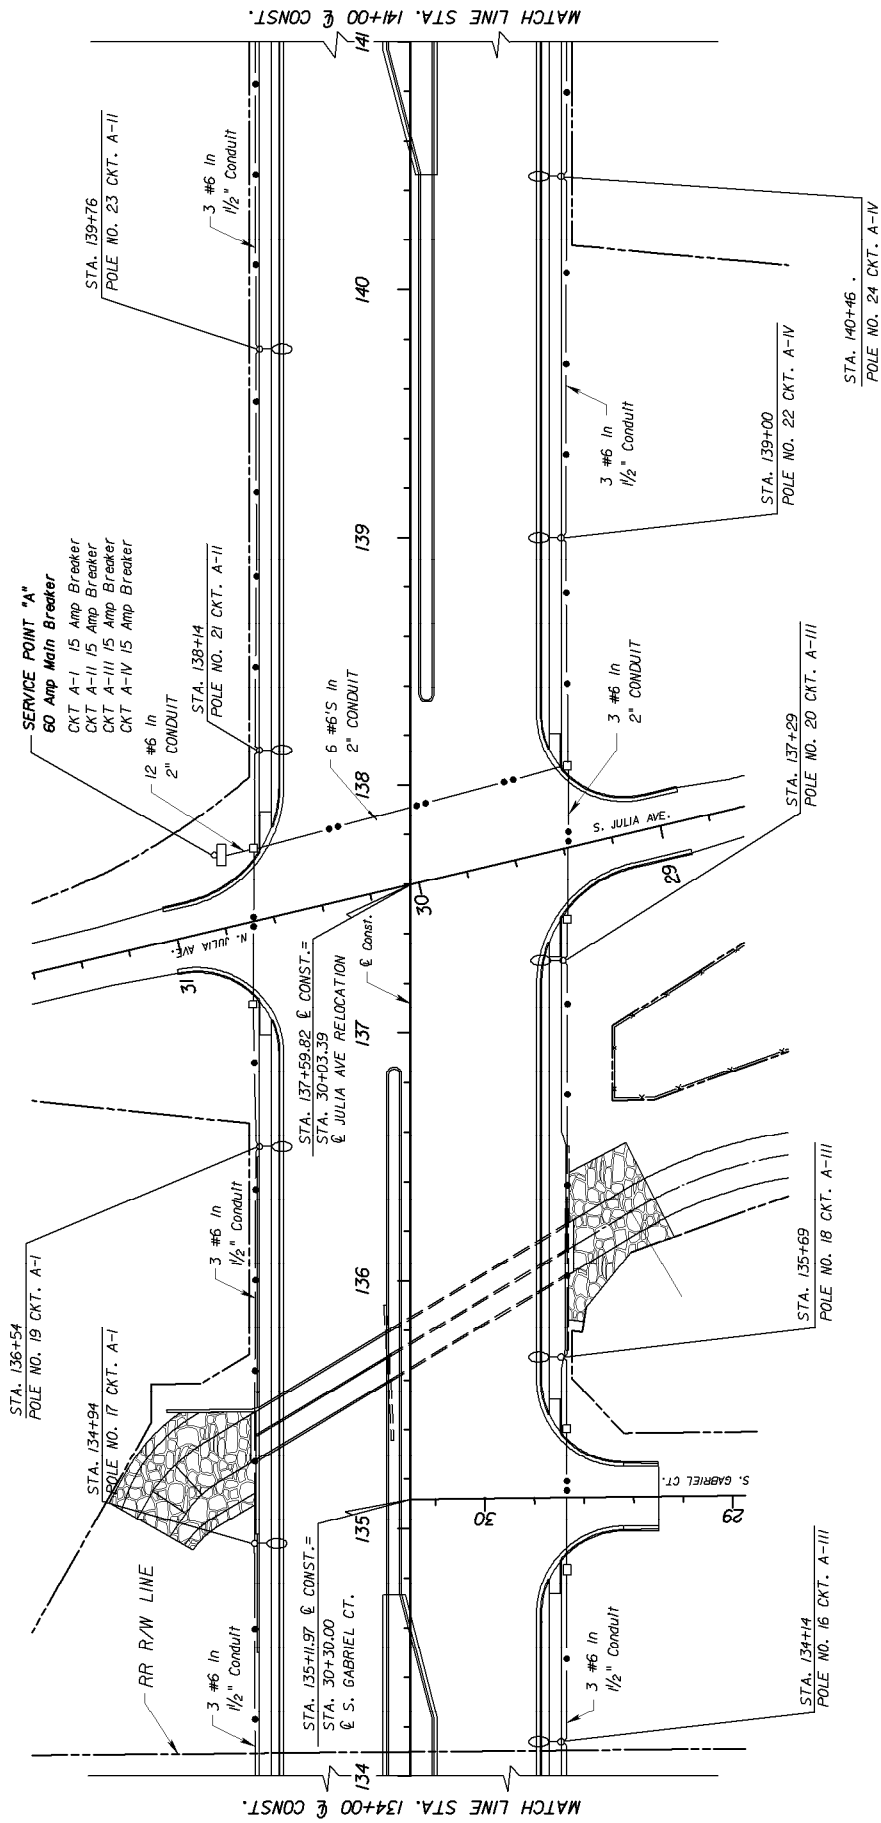 MATCH LINE STA. 141+00 ℄ CONST.
141
STA. 139+76
POLE NO. 23 CKT. A-II
3 #6 In
1½" Conduit
140
STA. 140+46 .
POLE NO. 24 CKT. A-IV
STA. 139+00
POLE NO. 22 CKT. A-IV
3 #6 In
1½" Conduit
139
SERVICE POINT "A"
60 Amp Main Breaker
CKT A-I 15 Amp Breaker
CKT A-II 15 Amp Breaker
CKT A-III 15 Amp Breaker
CKT A-IV 15 Amp Breaker
STA. 138+14
POLE NO. 21 CKT. A-II
12 #6 In
2" CONDUIT
6 #6'S In
2" CONDUIT
138
3 #6 In
2" CONDUIT
STA. 137+29
POLE NO. 20 CKT. A-III
S. JULIA AVE.
29
30
N. JULIA AVE.
31
℄ Const.
STA. 137+59.82 ℄ CONST.=
STA. 30+03.39
℄ JULIA AVE RELOCATION
137
STA. 136+54
POLE NO. 19 CKT. A-I
3 #6 In
1½" Conduit
136
STA. 135+69
POLE NO. 18 CKT. A-III
STA. 134+94
POLE NO. 17 CKT. A-I
135
STA. 135+11.97 ℄ CONST.=
STA. 30+30.00
℄ S. GABRIEL CT.
30
S. GABRIEL CT.
29
RR R/W LINE
3 #6 In
1½" Conduit
3 #6 In
1½" Conduit
STA. 134+14
POLE NO. 16 CKT. A-III
134
MATCH LINE STA. 134+00 ℄ CONST.